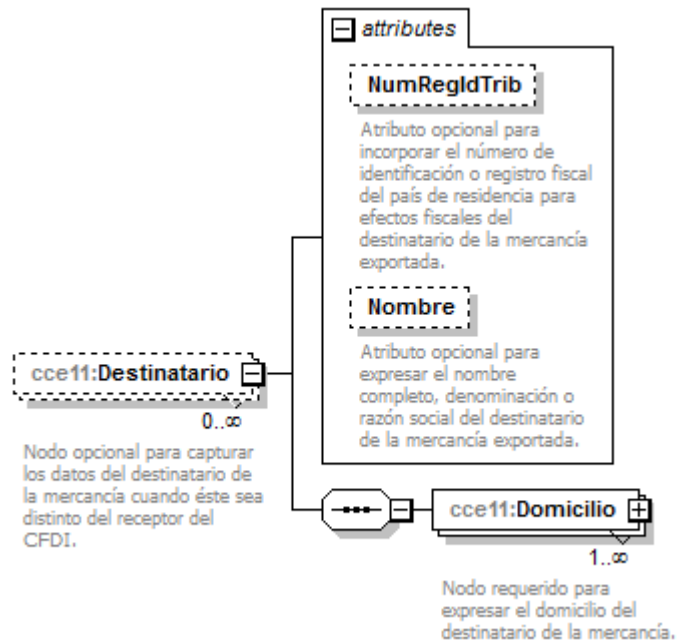 attributes
NumRegIdTrib
Atributo opcional para
incorporar el número de
identificación o registro fiscal
del país de residencia para
efectos fiscales del
destinatario de la mercancía
exportada.
Nombre
Atributo opcional para
expresar el nombre
completo, denominación o
razón social del destinatario
de la mercancía exportada.
cce11:Destinatario
0..∞
Nodo opcional para capturar
los datos del destinatario de
la mercancía cuando éste sea
distinto del receptor del
CFDI.
cce11:Domicilio
1..∞
Nodo requerido para
expresar el domicilio del
destinatario de la mercancía.